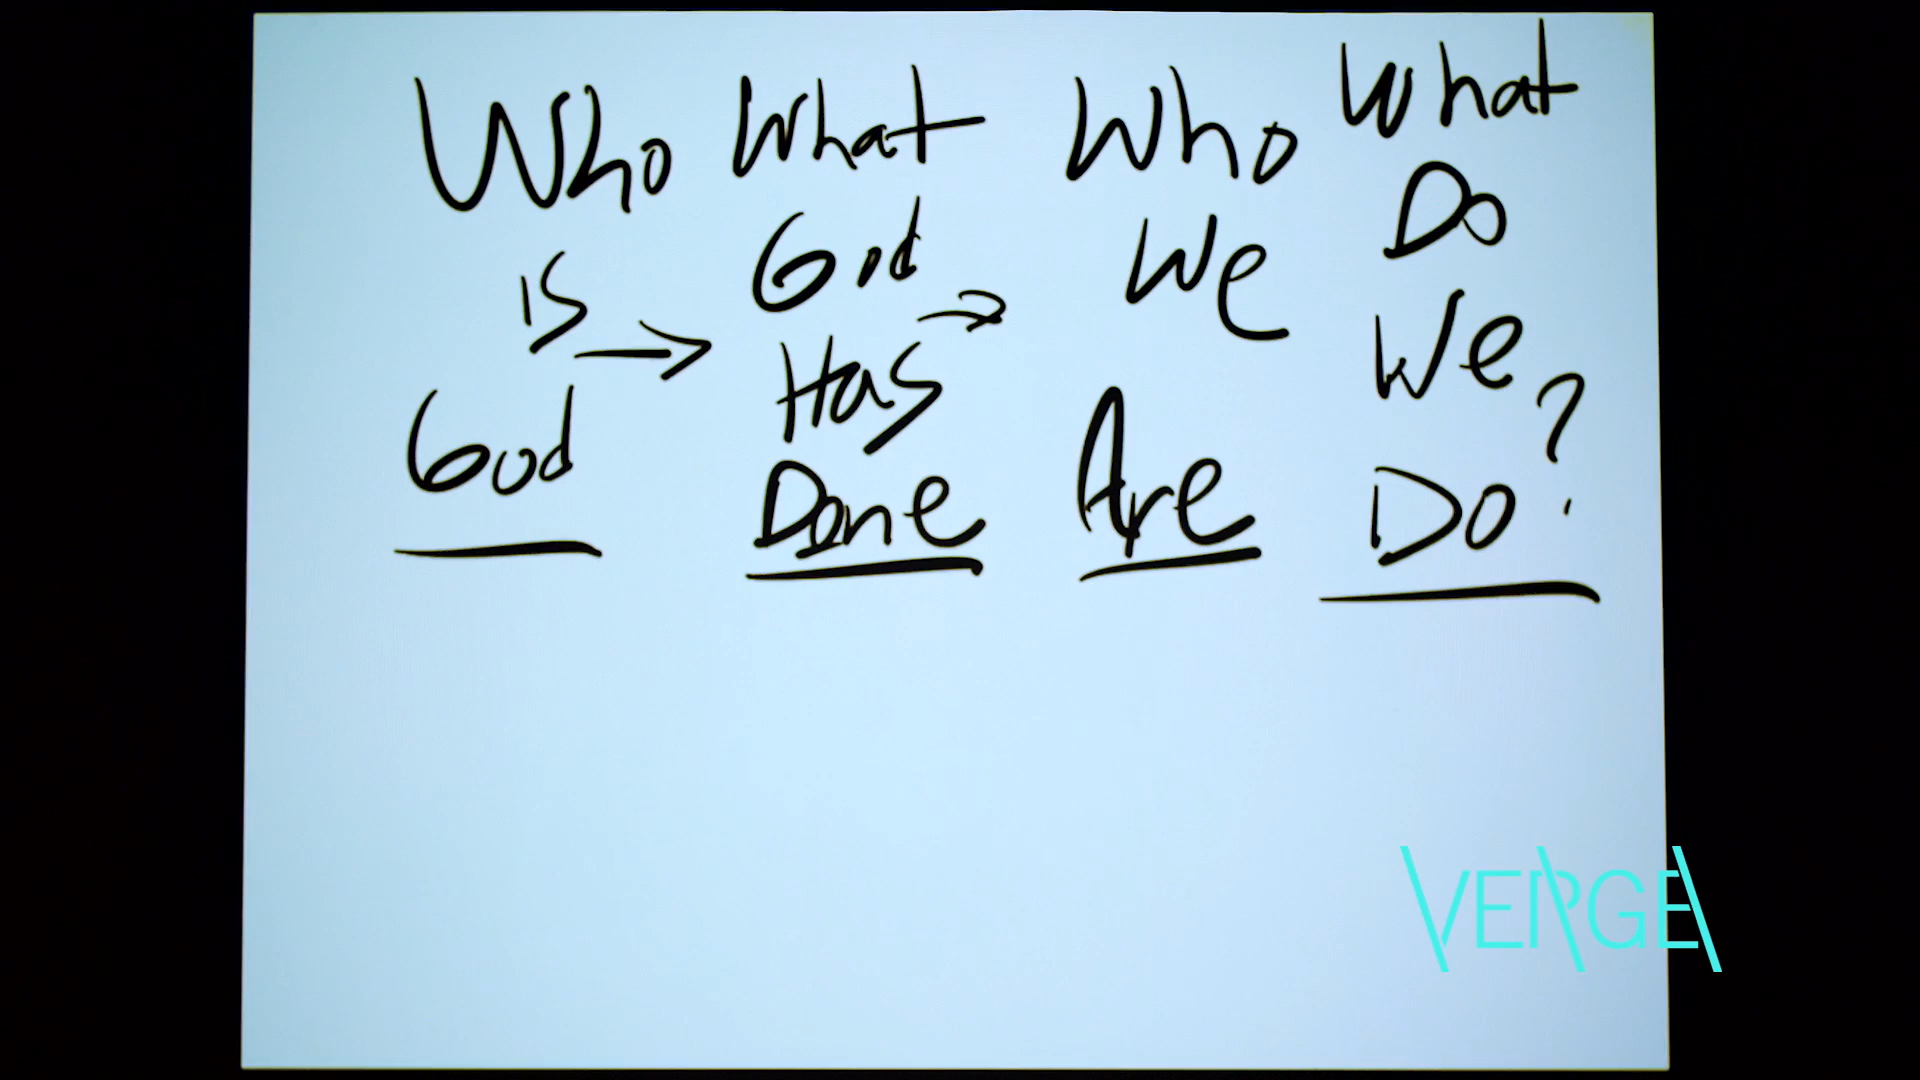 Who
is →
God
What
God →
Has
Done
Who
We
Are
What
Do
We
Do?
VERGE